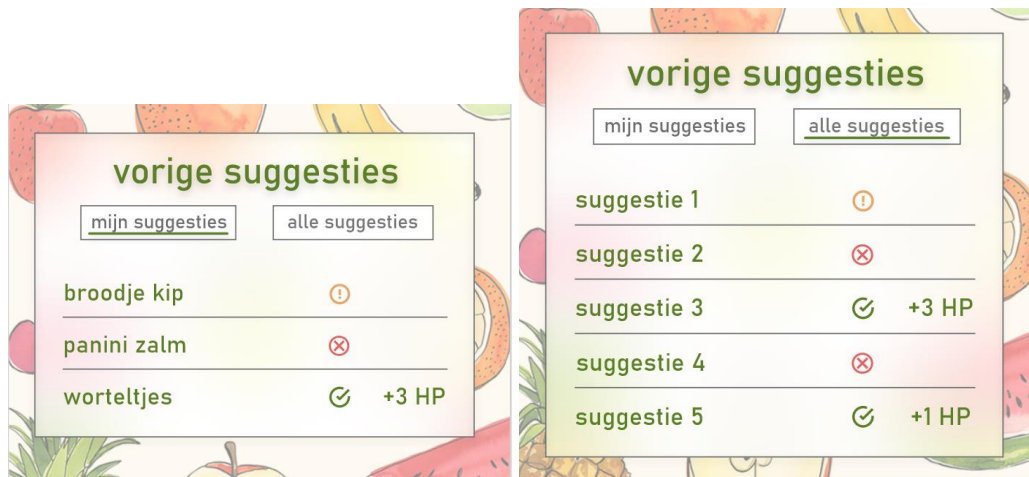 vorige suggesties
mijn suggesties alle suggesties
broodje kip
panini zalm
worteltjes +3 HP
vorige suggesties
mijn suggesties alle suggesties
suggestie 1
suggestie 2
suggestie 3 +3 HP
suggestie 4
suggestie 5 +1 HP